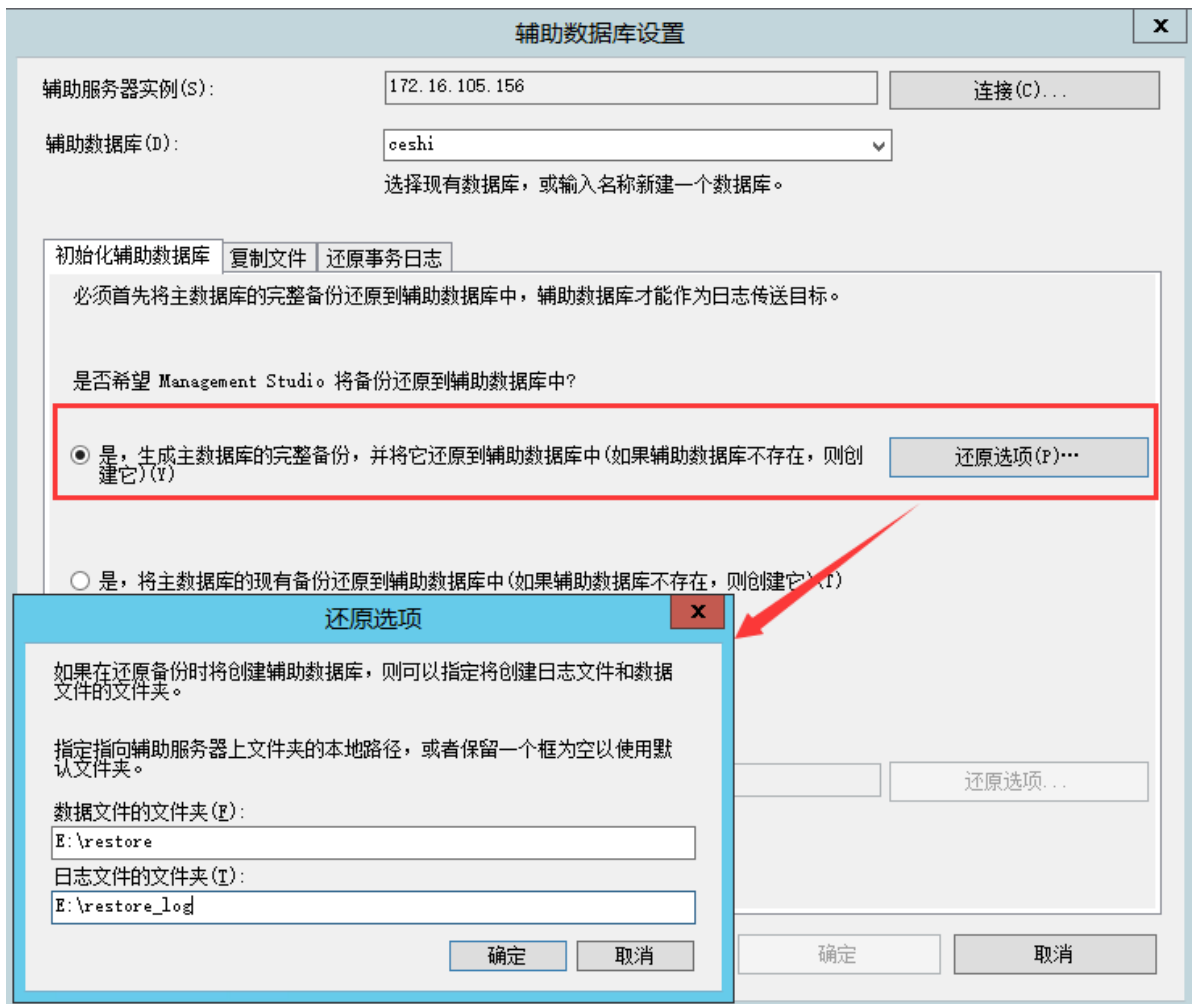 辅助数据库设置
x
辅助服务器实例(S):
172.16.105.156
连接(C)...
辅助数据库(D):
ceshi
选择现有数据库，或输入名称新建一个数据库。
初始化辅助数据库
复制文件
还原事务日志
必须首先将主数据库的完整备份还原到辅助数据库中，辅助数据库才能作为日志传送目标。
是否希望 Management Studio 将备份还原到辅助数据库中?
是，生成主数据库的完整备份，并将它还原到辅助数据库中(如果辅助数据库不存在，则创
建它)(Y)
还原选项(P)...
是，将主数据库的现有备份还原到辅助数据库中(如果辅助数据库不存在，则创建它)(T)
还原选项
x
如果在还原备份时将创建辅助数据库，则可以指定将创建日志文件和数据
文件的文件夹。
指定指向辅助服务器上文件夹的本地路径，或者保留一个框为空以使用默
认文件夹。
数据文件的文件夹(F):
E:\restore
日志文件的文件夹(T):
E:\restore_log
确定
取消
还原选项...
确定
取消